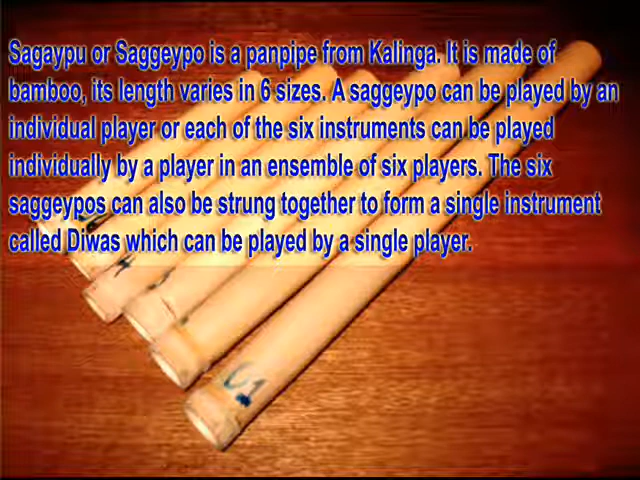 Sagaypu or Saggeypo is a panpipe from Kalinga. It is made of
bamboo, its length varies in 6 sizes. A saggeypo can be played by an
individual player or each of the six instruments can be played
individually by a player in an ensemble of six players. The six
saggeypos can also be strung together to form a single instrument
called Diwas which can be played by a single player.